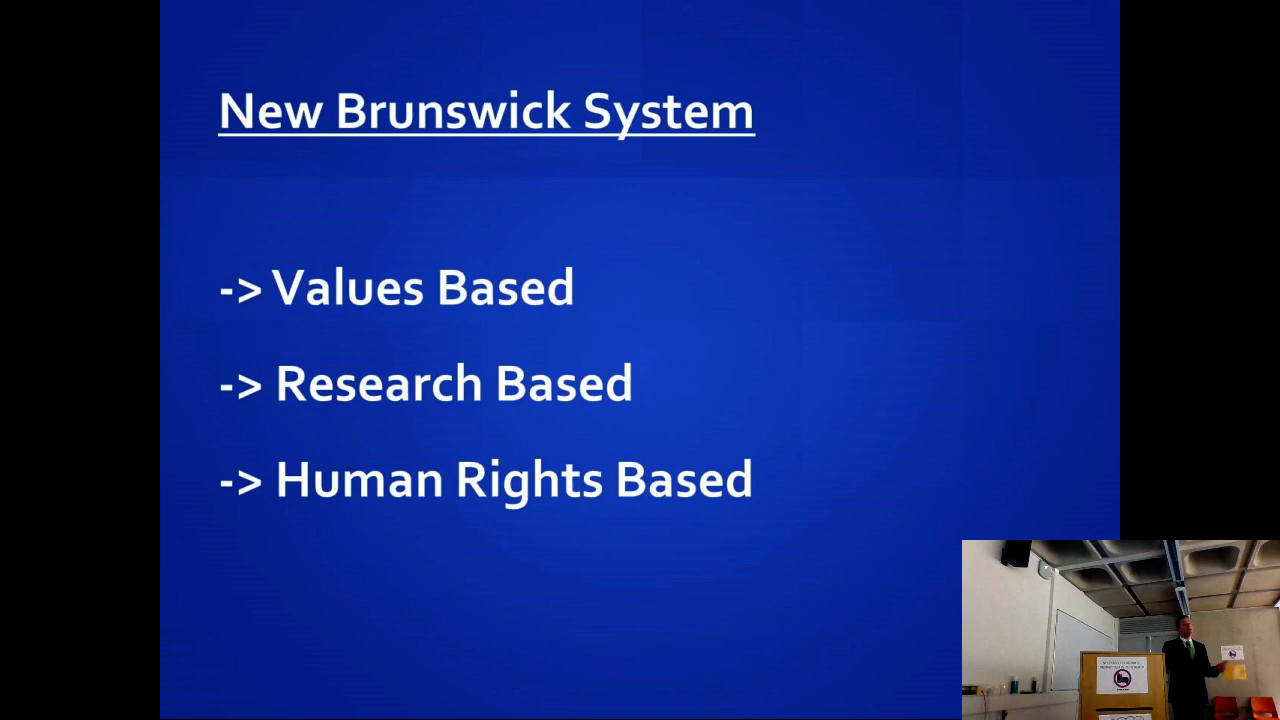 New Brunswick System
-> Values Based
-> Research Based
-> Human Rights Based